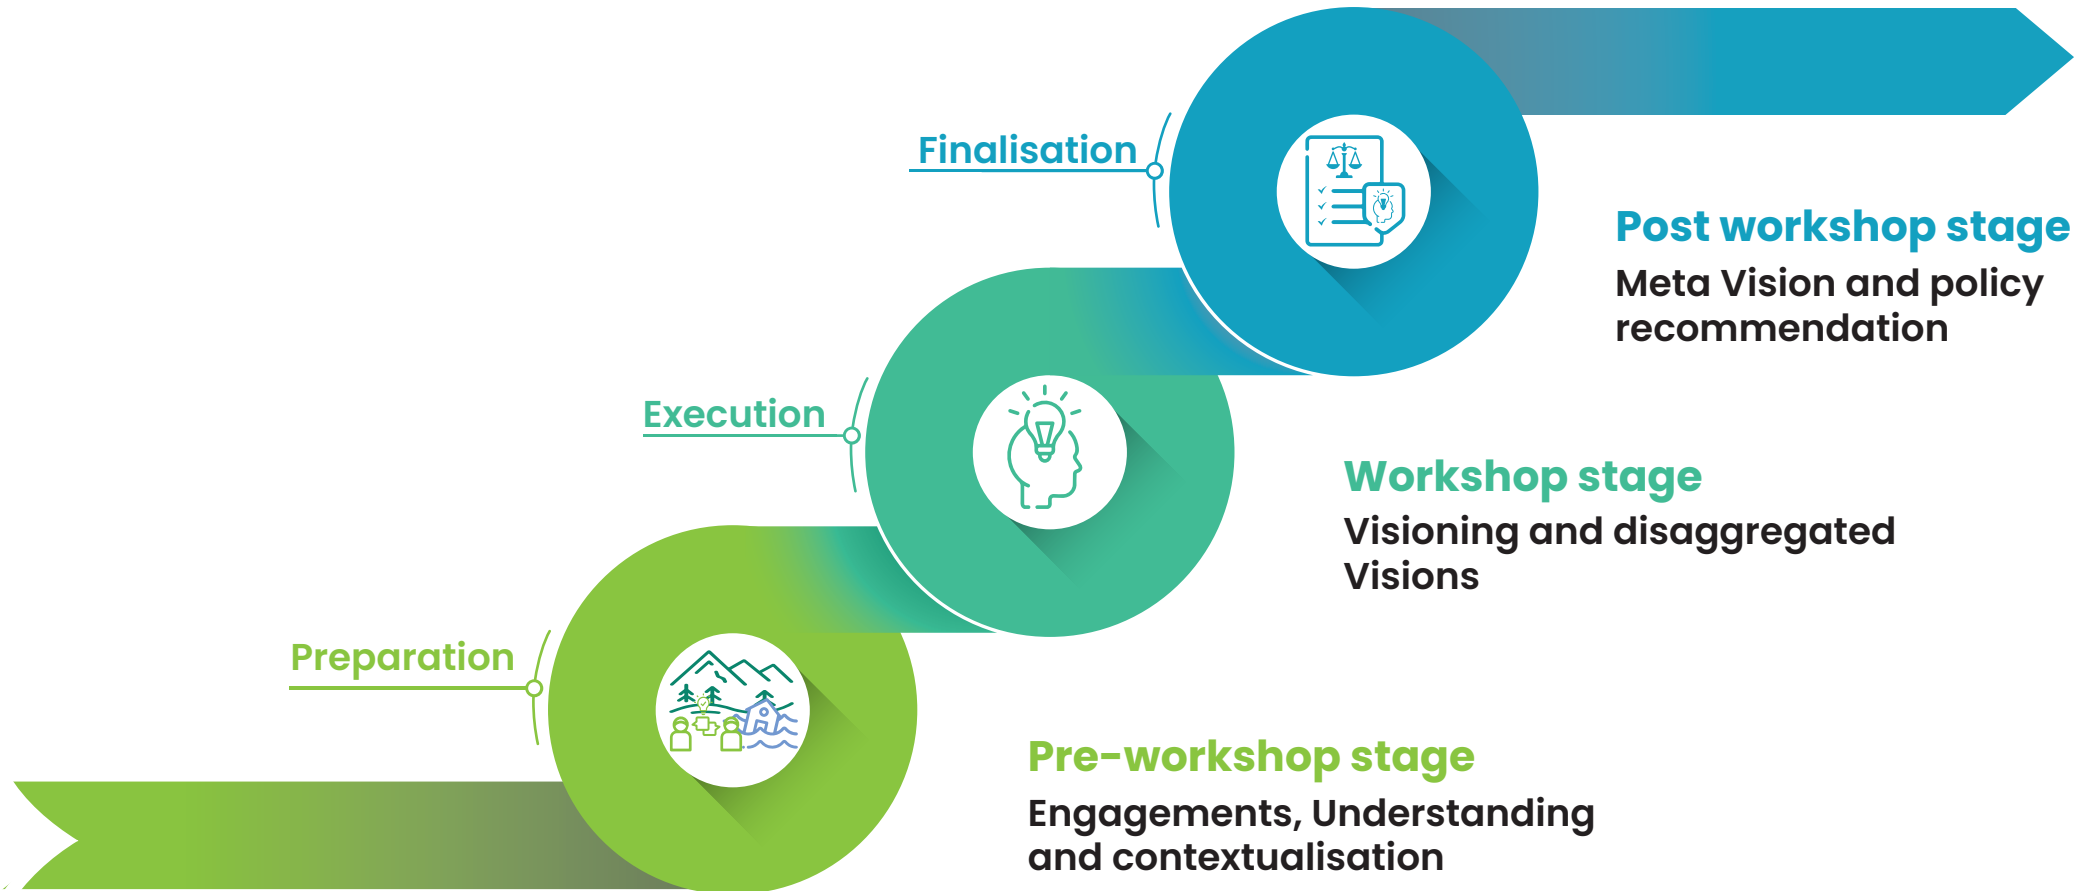 Finalisation
Post workshop stage
Meta Vision and policy
recommendation
Execution
Workshop stage
Visioning and disaggregated
Visions
Preparation
Pre-workshop stage
Engagements, Understanding
and contextualisation